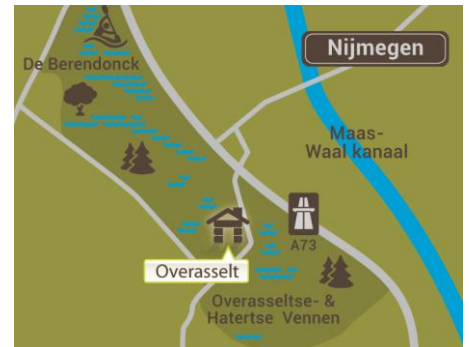 Nijmegen
De Berendonck
Maas-
Waal kanaal
A73
Overasselt
Overasseltse- &
Hatertse Vennen